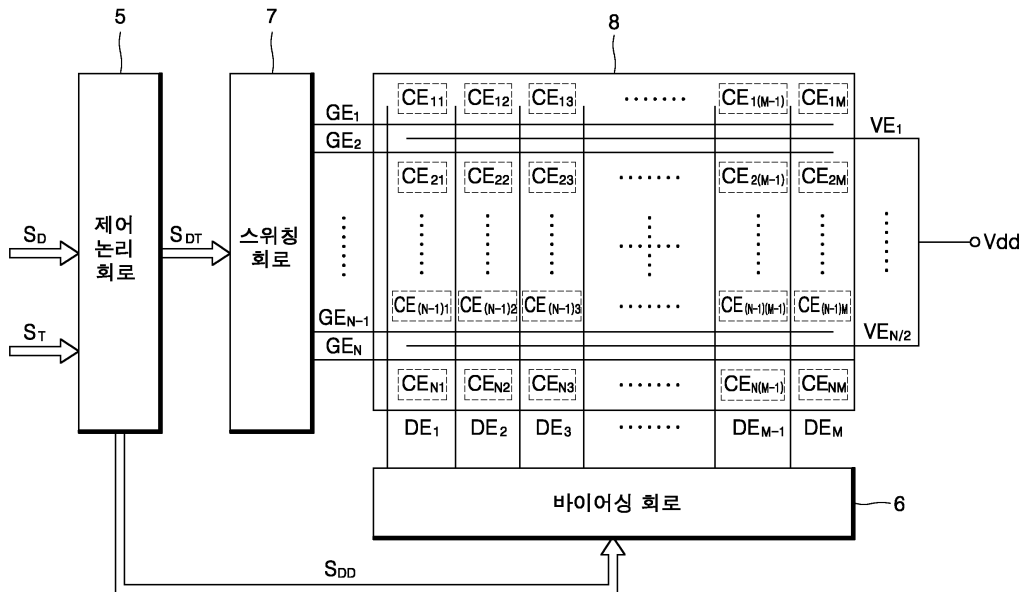 5
7
8
제어
논리
회로
스위칭
회로
S_D
S_T
S_DT
GE_1
GE_2
GE_N-1
GE_N
CE_11 CE_12 CE_13 ....... CE_1(M-1) CE_1M
CE_21 CE_22 CE_23 ....... CE_2(M-1) CE_2M
CE_(N-1)1 CE_(N-1)2 CE_(N-1)3 ....... CE_(N-1)(M-1) CE_(N-1)M
CE_N1 CE_N2 CE_N3 ....... CE_N(M-1) CE_NM
VE_1
VE_N/2
Vdd
DE_1 DE_2 DE_3 ....... DE_M-1 DE_M
바이어싱 회로
6
S_DD